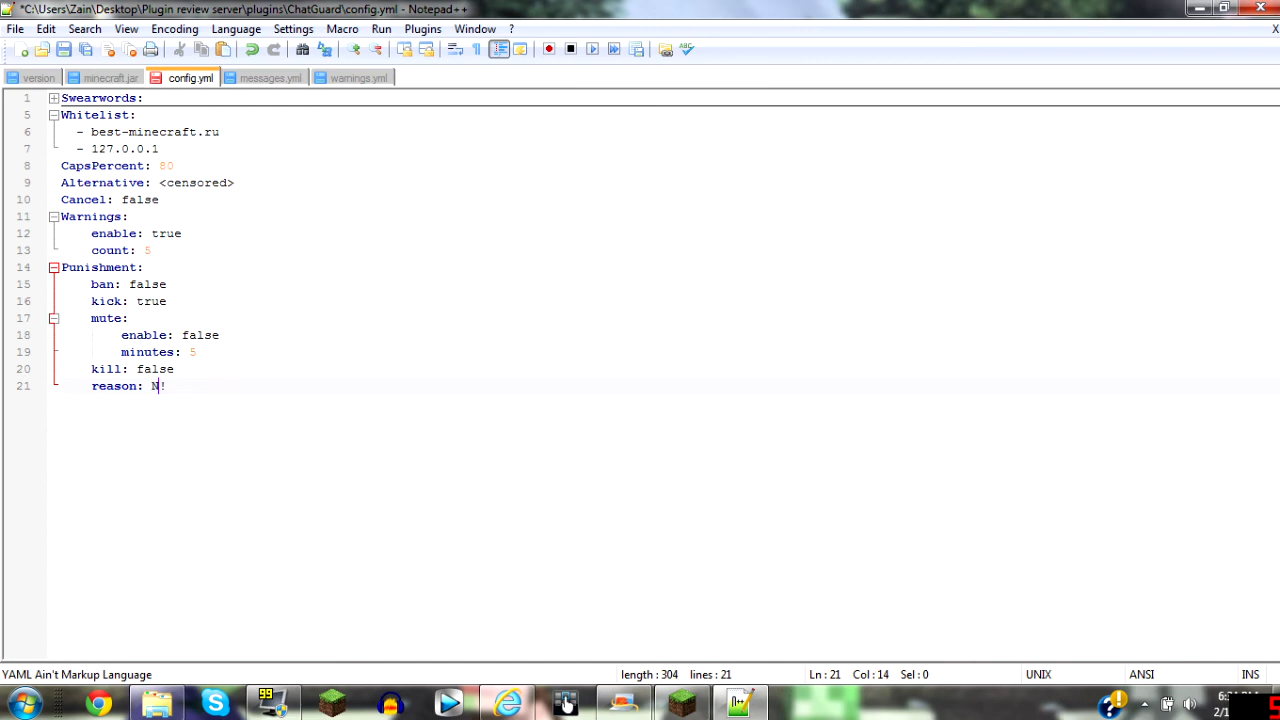 *C:\Users\Zain\Desktop\Plugin review server\plugins\ChatGuard\config.yml - Notepad++
File Edit Search View Encoding Language Settings Macro Run Plugins Window ? X
version minecraft.jar config.yml messages.yml warnings.yml
1 Swearwords:
5 Whitelist:
6 - best-minecraft.ru
7 - 127.0.0.1
8 CapsPercent: 80
9 Alternative: <censored>
10 Cancel: false
11 Warnings:
12 enable: true
13 count: 5
14 Punishment:
15 ban: false
16 kick: true
17 mute:
18 enable: false
19 minutes: 5
20 kill: false
21 reason: N!
YAML Ain't Markup Language length : 304 lines : 21 Ln : 21 Col : 14 Sel : 0 UNIX ANSI INS
99